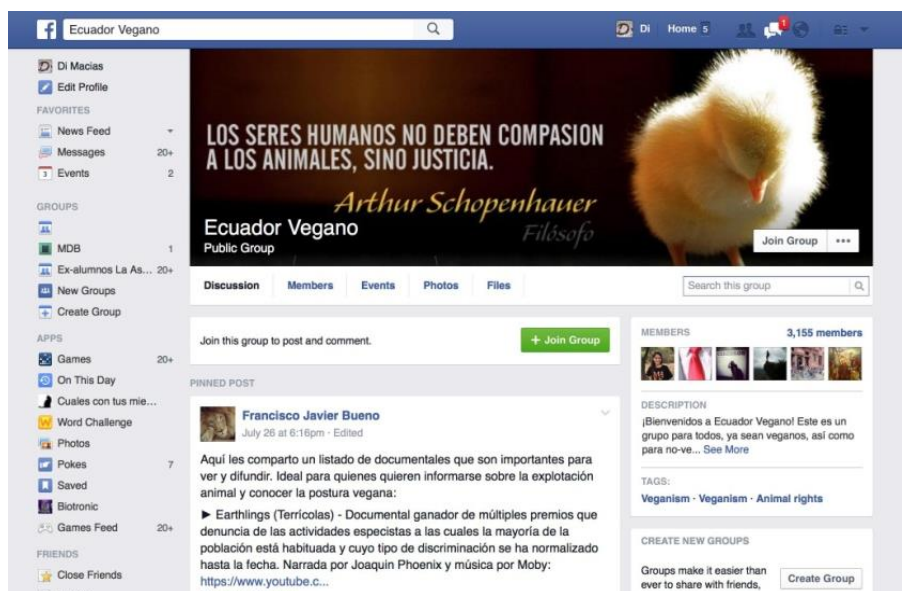 Ecuador Vegano
Di
Home 5
1
Di Macias
Edit Profile
FAVORITES
News Feed
Messages 20+
Events 2
GROUPS
MDB 1
Ex-alumnos La As... 20+
New Groups
Create Group
APPS
Games 20+
On This Day
Cuales con tus mie...
Word Challenge
Photos
Pokes 7
Saved
Biotronic
Games Feed 20+
FRIENDS
Close Friends
LOS SERES HUMANOS NO DEBEN COMPASION
A LOS ANIMALES, SINO JUSTICIA.
Arthur Schopenhauer
Filósofo
Ecuador Vegano
Public Group
Join Group
Discussion Members Events Photos Files
Search this group
Join this group to post and comment.
+ Join Group
PINNED POST
Francisco Javier Bueno
July 26 at 6:16pm · Edited
Aquí les comparto un listado de documentales que son importantes para
ver y difundir. Ideal para quienes quieren informarse sobre la explotación
animal y conocer la postura vegana:
► Earthlings (Terrícolas) - Documental ganador de múltiples premios que
denuncia de las actividades especistas a las cuales la mayoría de la
población está habituada y cuyo tipo de discriminación se ha normalizado
hasta la fecha. Narrada por Joaquin Phoenix y música por Moby:
https://www.youtube.c...
MEMBERS 3,155 members
DESCRIPTION
¡Bienvenidos a Ecuador Vegano! Este es un
grupo para todos, ya sean veganos, así como
para no-ve... See More
TAGS:
Veganism · Veganism · Animal rights
CREATE NEW GROUPS
Groups make it easier than
ever to share with friends,
Create Group